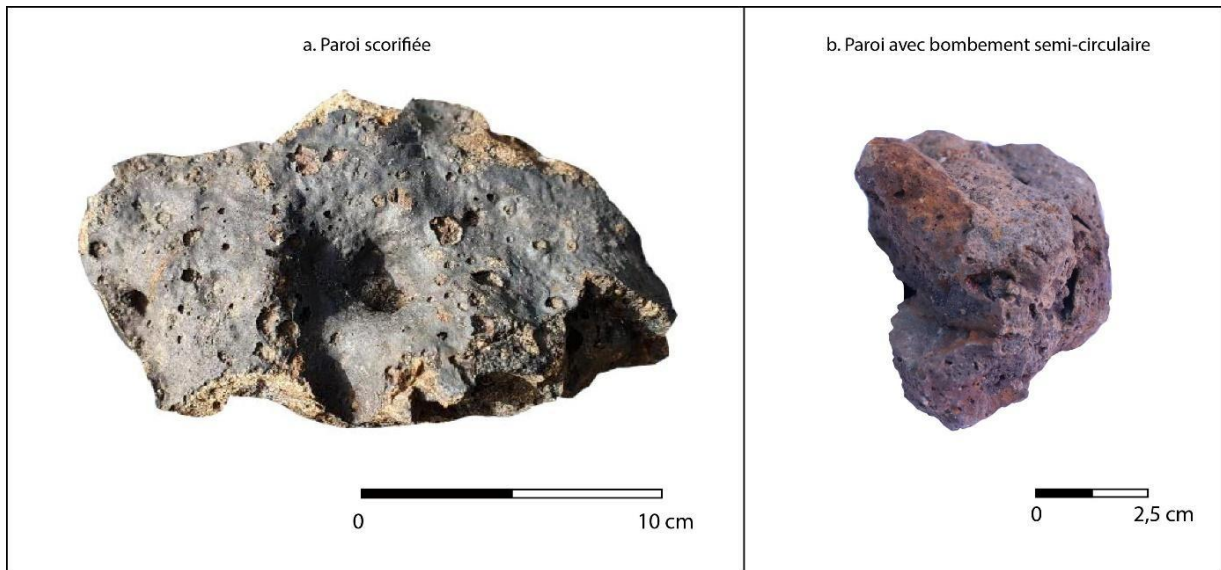 a. Paroi scorifiée
b. Paroi avec bombement semi-circulaire
0 10 cm
0 2,5 cm